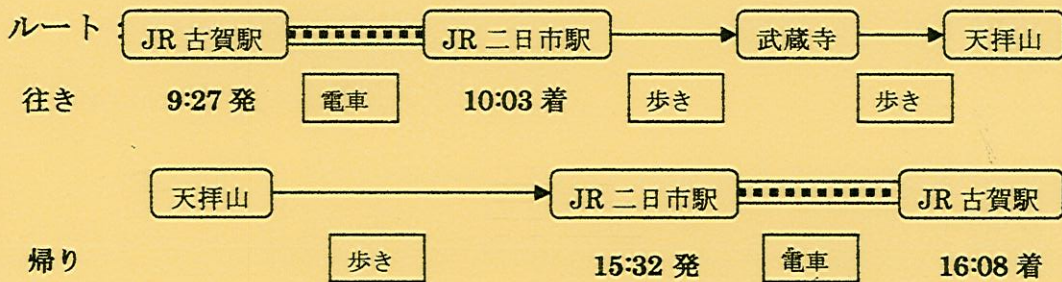 ルート : JR 古賀駅 JR 二日市駅 武蔵寺 天拝山
往き 9:27 発 電車 10:03 着 歩き 歩き
天拝山 JR 二日市駅 JR 古賀駅
帰り 歩き 15:32 発 電車 16:08 着